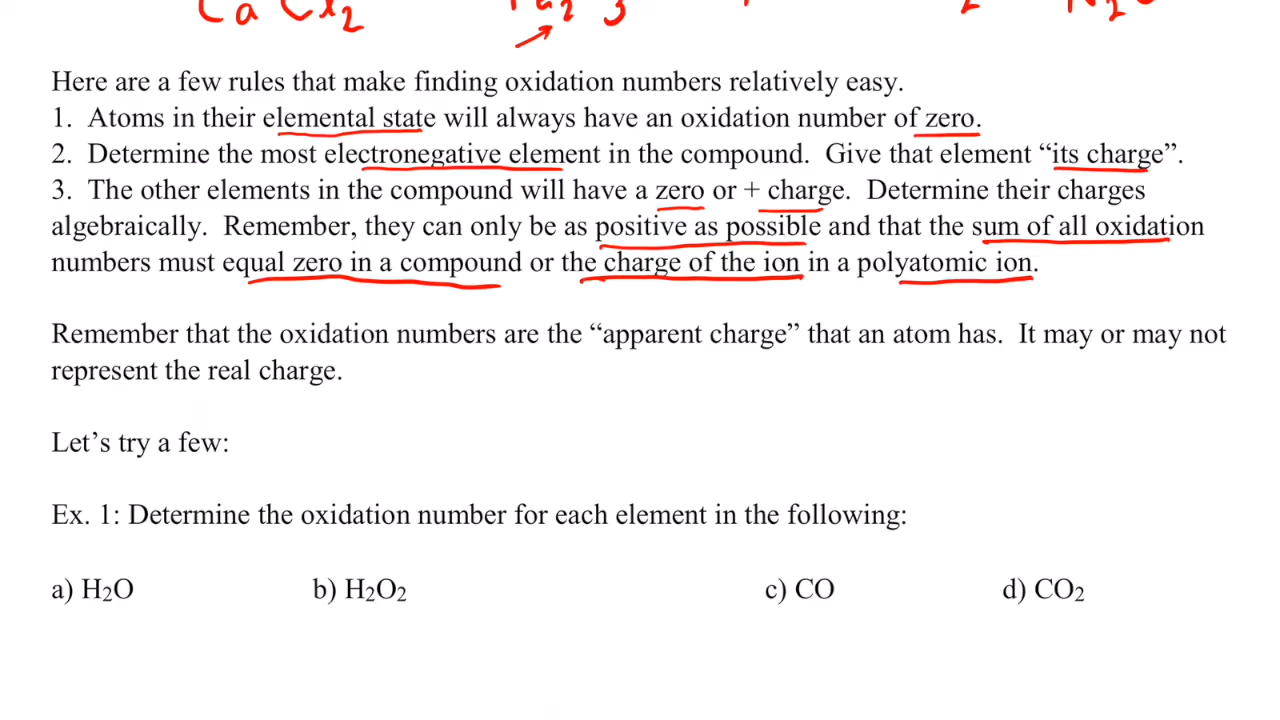 Here are a few rules that make finding oxidation numbers relatively easy.
1. Atoms in their elemental state will always have an oxidation number of zero.
2. Determine the most electronegative element in the compound. Give that element “its charge”.
3. The other elements in the compound will have a zero or + charge. Determine their charges
algebraically. Remember, they can only be as positive as possible and that the sum of all oxidation
numbers must equal zero in a compound or the charge of the ion in a polyatomic ion.
Remember that the oxidation numbers are the “apparent charge” that an atom has. It may or may not
represent the real charge.
Let’s try a few:
Ex. 1: Determine the oxidation number for each element in the following:
a) H2O b) H2O2 c) CO d) CO2